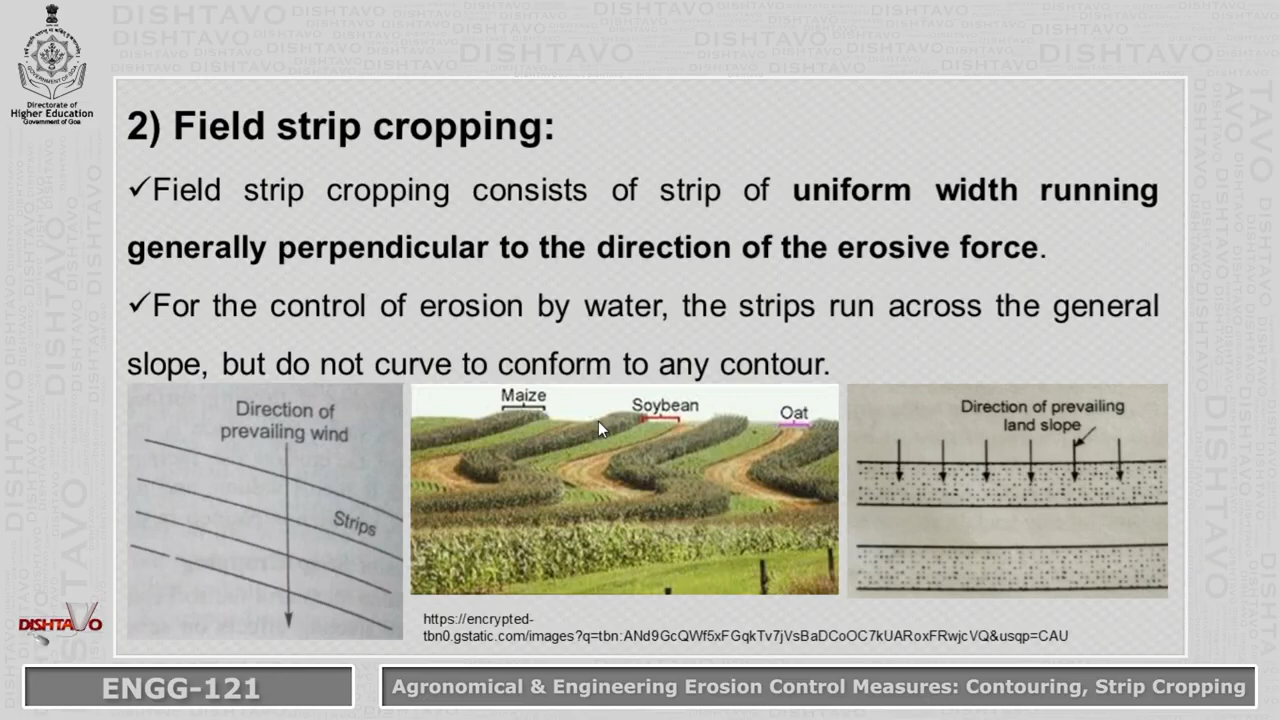 Directorate of
Higher Education
Government of Goa
2) Field strip cropping:
✓Field strip cropping consists of strip of uniform width running
generally perpendicular to the direction of the erosive force.
✓For the control of erosion by water, the strips run across the general
slope, but do not curve to conform to any contour.
Direction of
prevailing wind
Strips
Maize
Soybean
Oat
Direction of prevailing
land slope
https://encrypted-
tbn0.gstatic.com/images?q=tbn:ANd9GcQWf5xFGqkTv7jVsBaDCoOC7kUARoxFRwjcVQ&usqp=CAU
DISHTAVO
ENGG-121
Agronomical & Engineering Erosion Control Measures: Contouring, Strip Cropping